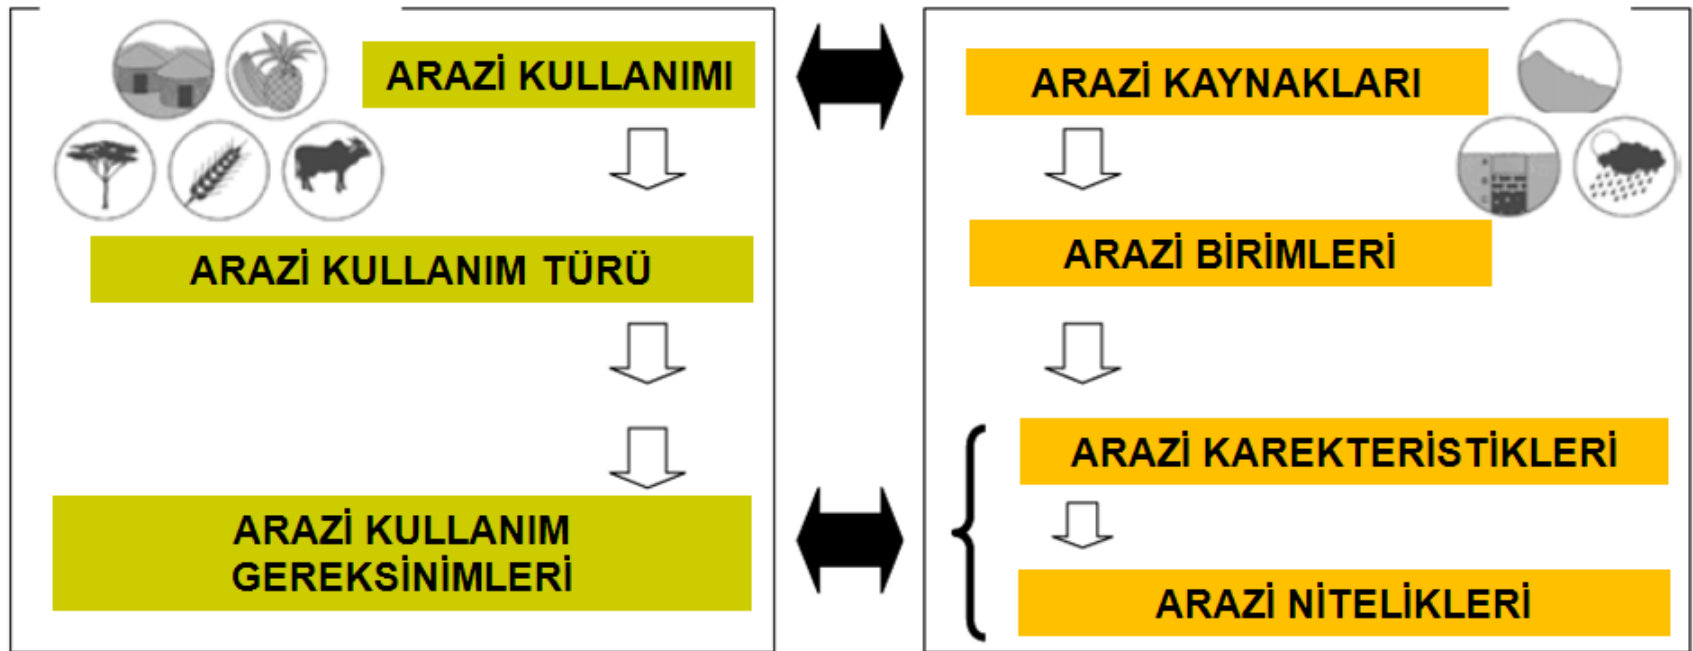 ARAZİ KULLANIMI
ARAZİ KULLANIM TÜRÜ
ARAZİ KULLANIM
GEREKSİNİMLERİ
ARAZİ KAYNAKLARI
ARAZİ BİRİMLERİ
ARAZİ KAREKTERİSTİKLERİ
ARAZİ NİTELİKLERİ